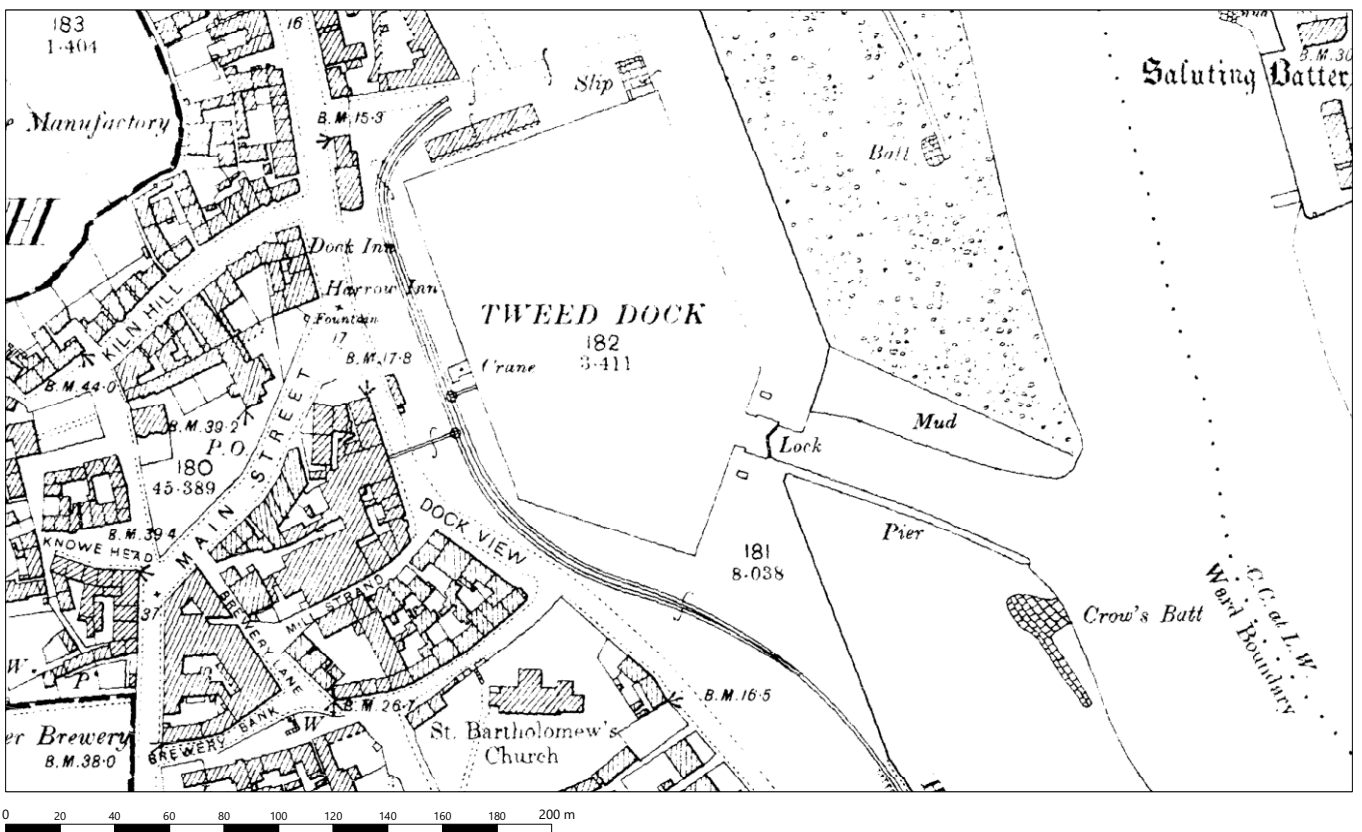 183
1·404
16
Manufactory
H
B.M.15·3
Slip
Ball
Saluting Batter
B.M.30
Dock Inn
Harrow Inn
Fountain
17
KILN HILL
B.M.17·8
B.M.44·0
TWEED DOCK
182
3·411
Crane
Mud
Lock
B.M.39·2
P.O
180
45·389
MAIN STREET
DOCK VIEW
Pier
181
8·038
B.M.39·4
KNOWE HEAD
37
BREWERY LANE
MILL STRAND
Crow's Batt
C.C. at L.W.
Ward Boundary
W.
P.
B.M.26·7
B.M.16·5
er Brewery
B.M.38·0
BREWERY BANK
W
St. Bartholomew's
Church
H
0 20 40 60 80 100 120 140 160 180 200 m